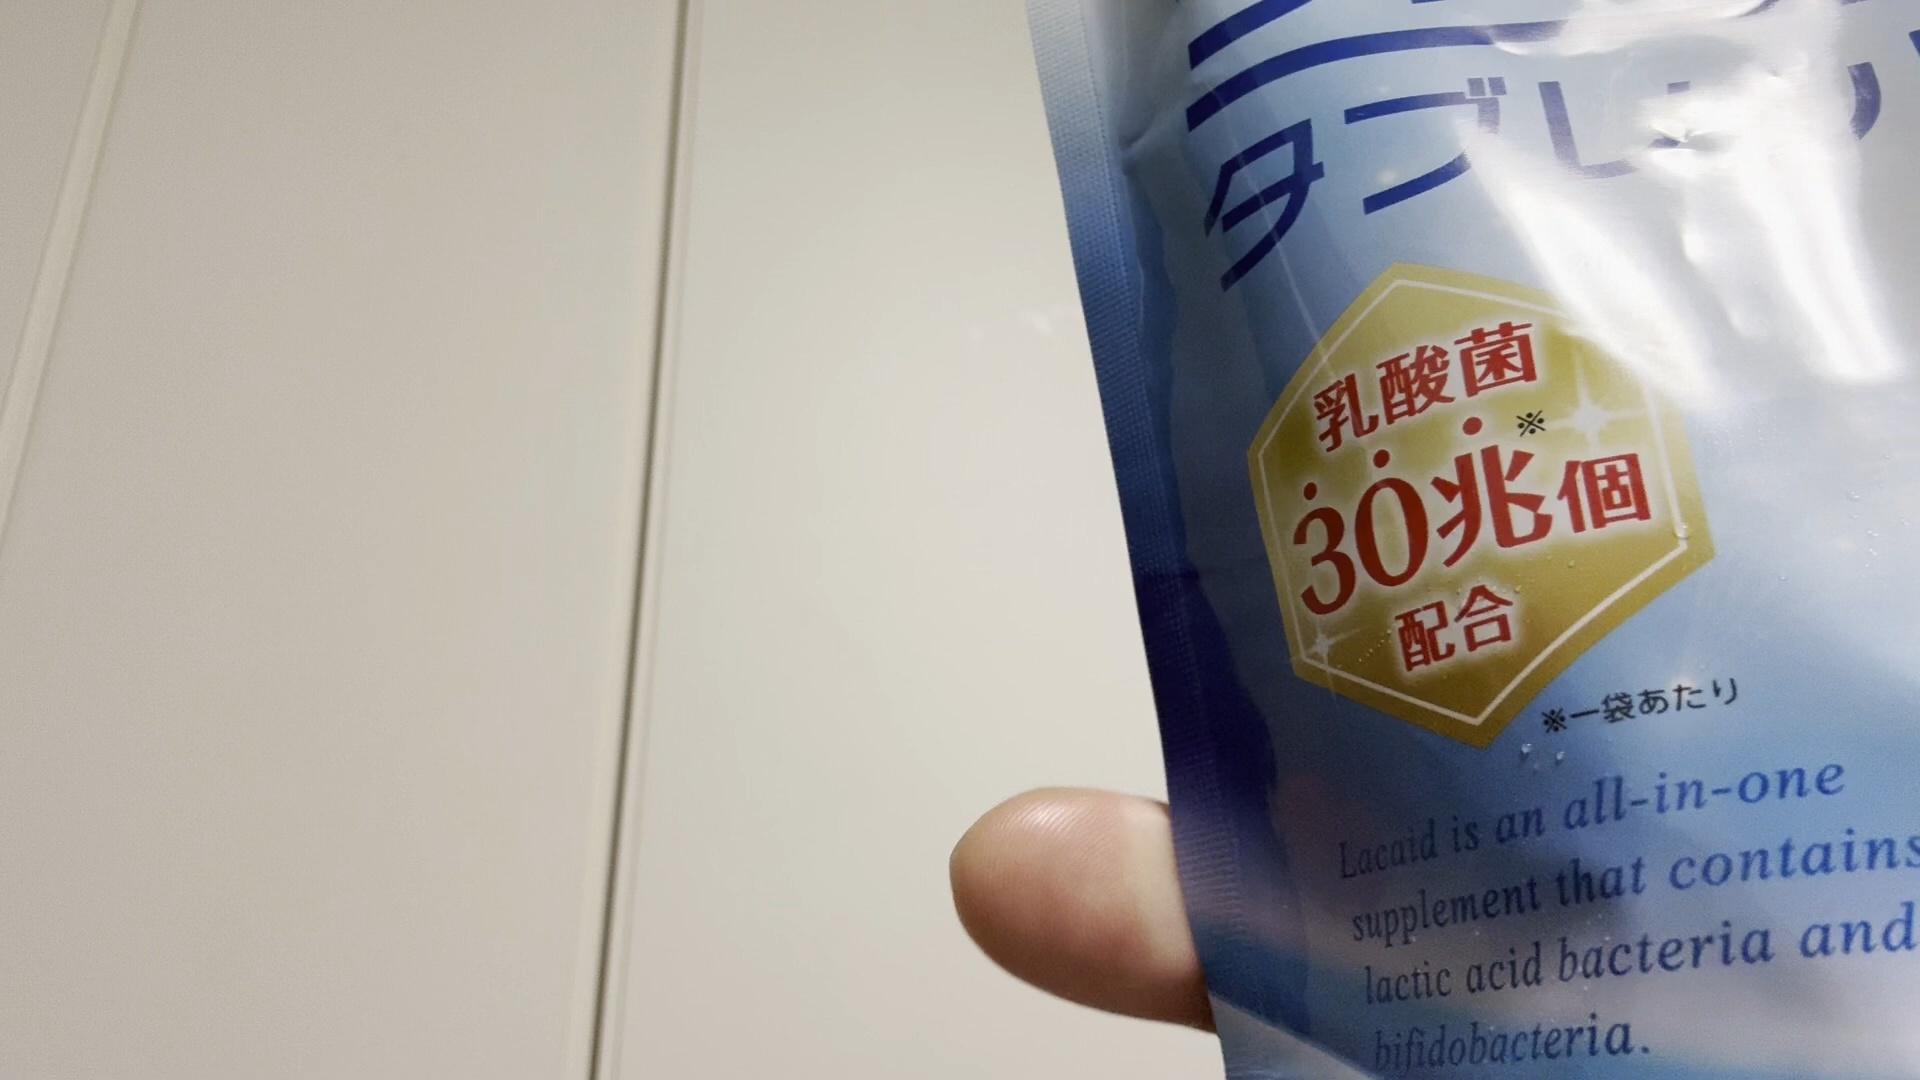 タブレット
乳酸菌
30兆個※
配合
※一袋あたり
Lacaid is an all-in-one
supplement that contains
lactic acid bacteria and
bifidobacteria.